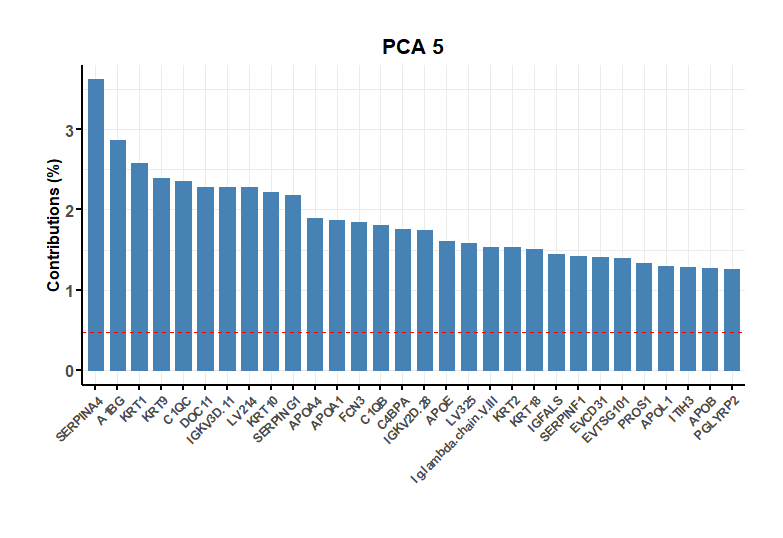 PCA 5
Contributions (%)
3
2
1
0
SERPINA4
A1BG
KRT1
KRT9
C1QC
DOC11
IGKV3D.11
LV214
KRT10
SERPING1
APOA4
APOA1
FCN3
C1QB
C4BPA
IGKV2D.28
APOE
LV325
Ig.lambda.chain.V.III
KRT2
KRT18
IGFALS
SERPINF1
EVCD31
EVTSG101
PROS1
APOL1
ITIH3
APOB
PGLYRP2